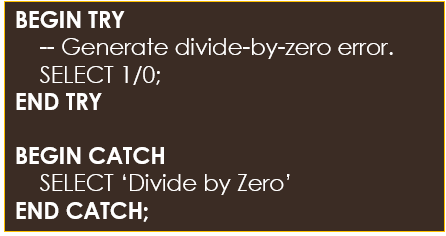 BEGIN TRY
-- Generate divide-by-zero error.
SELECT 1/0;
END TRY
BEGIN CATCH
SELECT ‘Divide by Zero’
END CATCH;